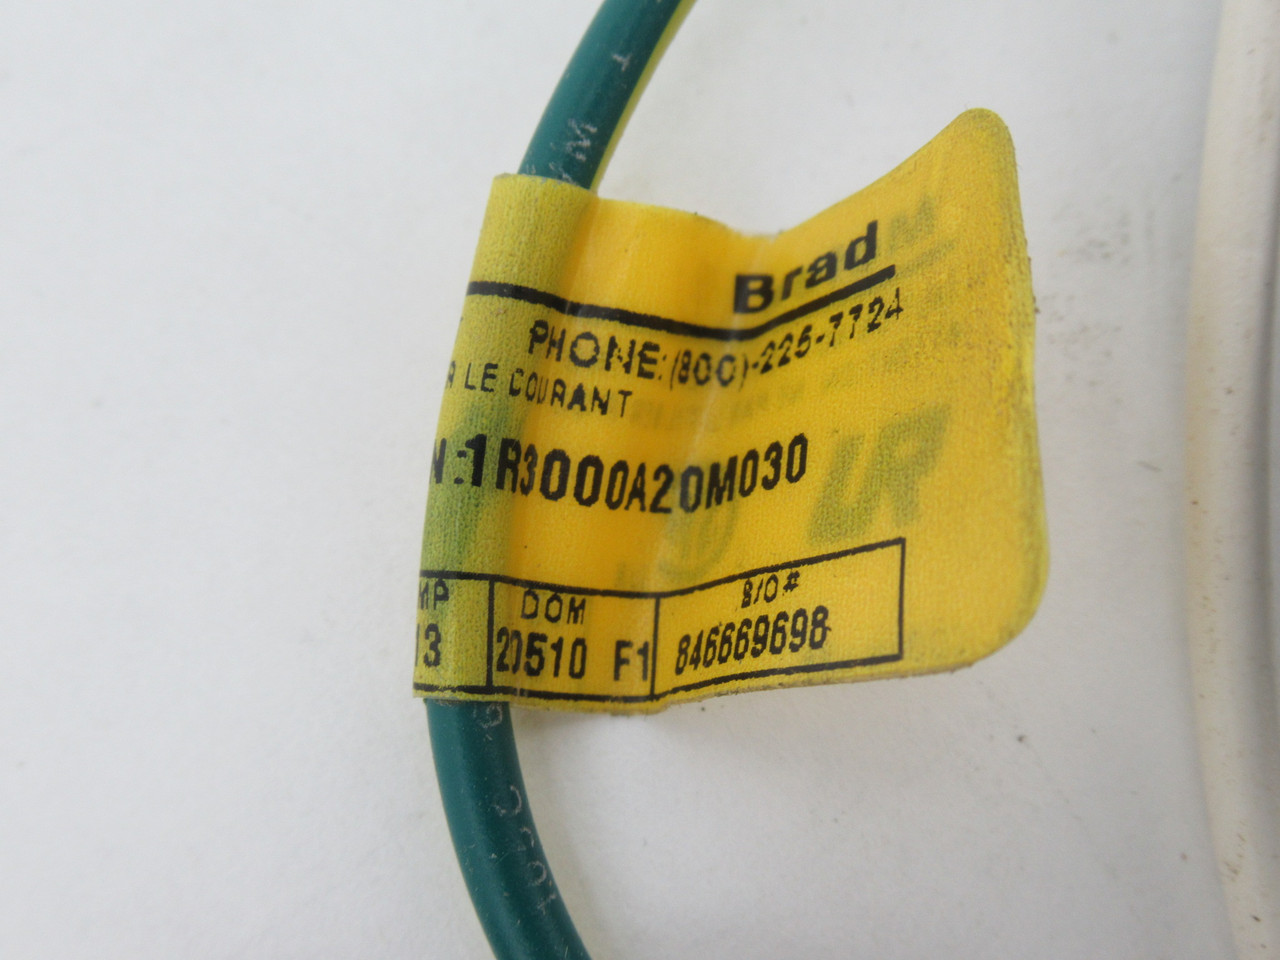 Brad
PHONE:(800)-225-7724
R LE COURANT
N.:1R3000A20M030
MP DOM S/O#
13 20510 F1 846669698